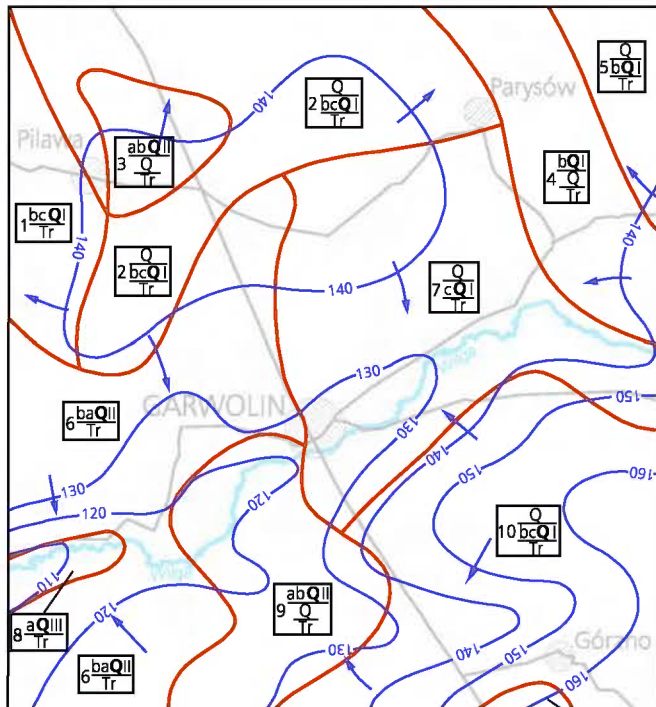 Q
5 bQI
Tr
140
Q
2 bcQI
Tr
Parysów
Pilawa
abQII
3 Q
Tr
bQI
4 Q
Tr
1 bcQI
Tr
140
140
Q
2 bcQI
Tr
140
Q
7 cQI
Tr
130
150
GARWOLIN
6 baQII
Tr
130
140
150
160
130
120
120
Q
10 bcQI
Tr
Wilga
110
abQII
9 Q
Tr
120
8 aQIII
Tr
130
140
150
Górzno
6 baQII
Tr
160